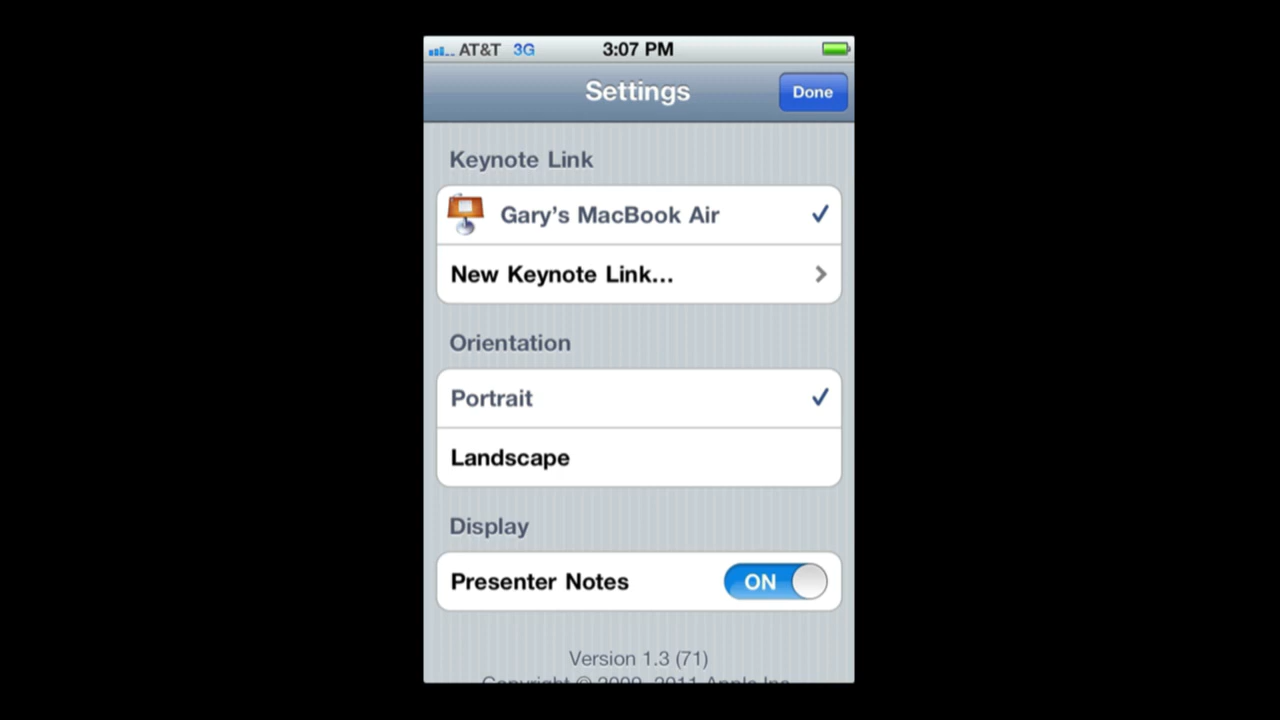 AT&T 3G 3:07 PM
Settings Done
Keynote Link
Gary’s MacBook Air
New Keynote Link...
Orientation
Portrait
Landscape
Display
Presenter Notes ON
Version 1.3 (71)
Copyright © 2009, 2011 Apple Inc.